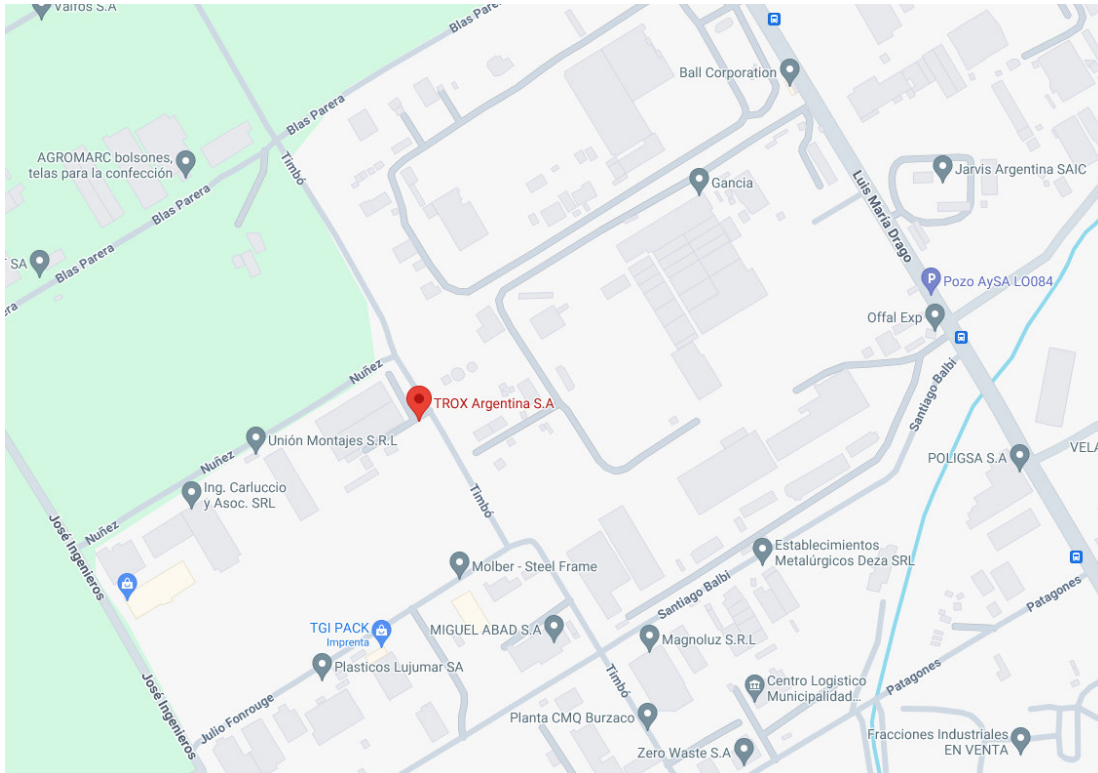 Valfos S.A
Blas Parera
Ball Corporation
Blas Parera
Timbó
AGROMARC bolsones,
telas para la confección
Blas Parera
Gancia
Jarvis Argentina SAIC
Luis María Drago
Blas Parera
SA
Pozo AySA LO084
Offal Exp
Nuñez
Santiago Balbi
TROX Argentina S.A
Unión Montajes S.R.L
Nuñez
POLIGSA S.A
VELA
Ing. Carluccio
y Asoc. SRL
Timbó
Nuñez
José Ingenieros
Establecimientos
Metalúrgicos Deza SRL
Molber - Steel Frame
Santiago Balbi
Patagones
TGI PACK
Imprenta
MIGUEL ABAD S.A
Magnoluz S.R.L
Plasticos Lujumar SA
Timbó
Centro Logistico
Municipalidad...
Patagones
José Ingenieros
Julio Fonrouge
Planta CMQ Burzaco
Zero Waste S.A
Fracciones Industriales
EN VENTA